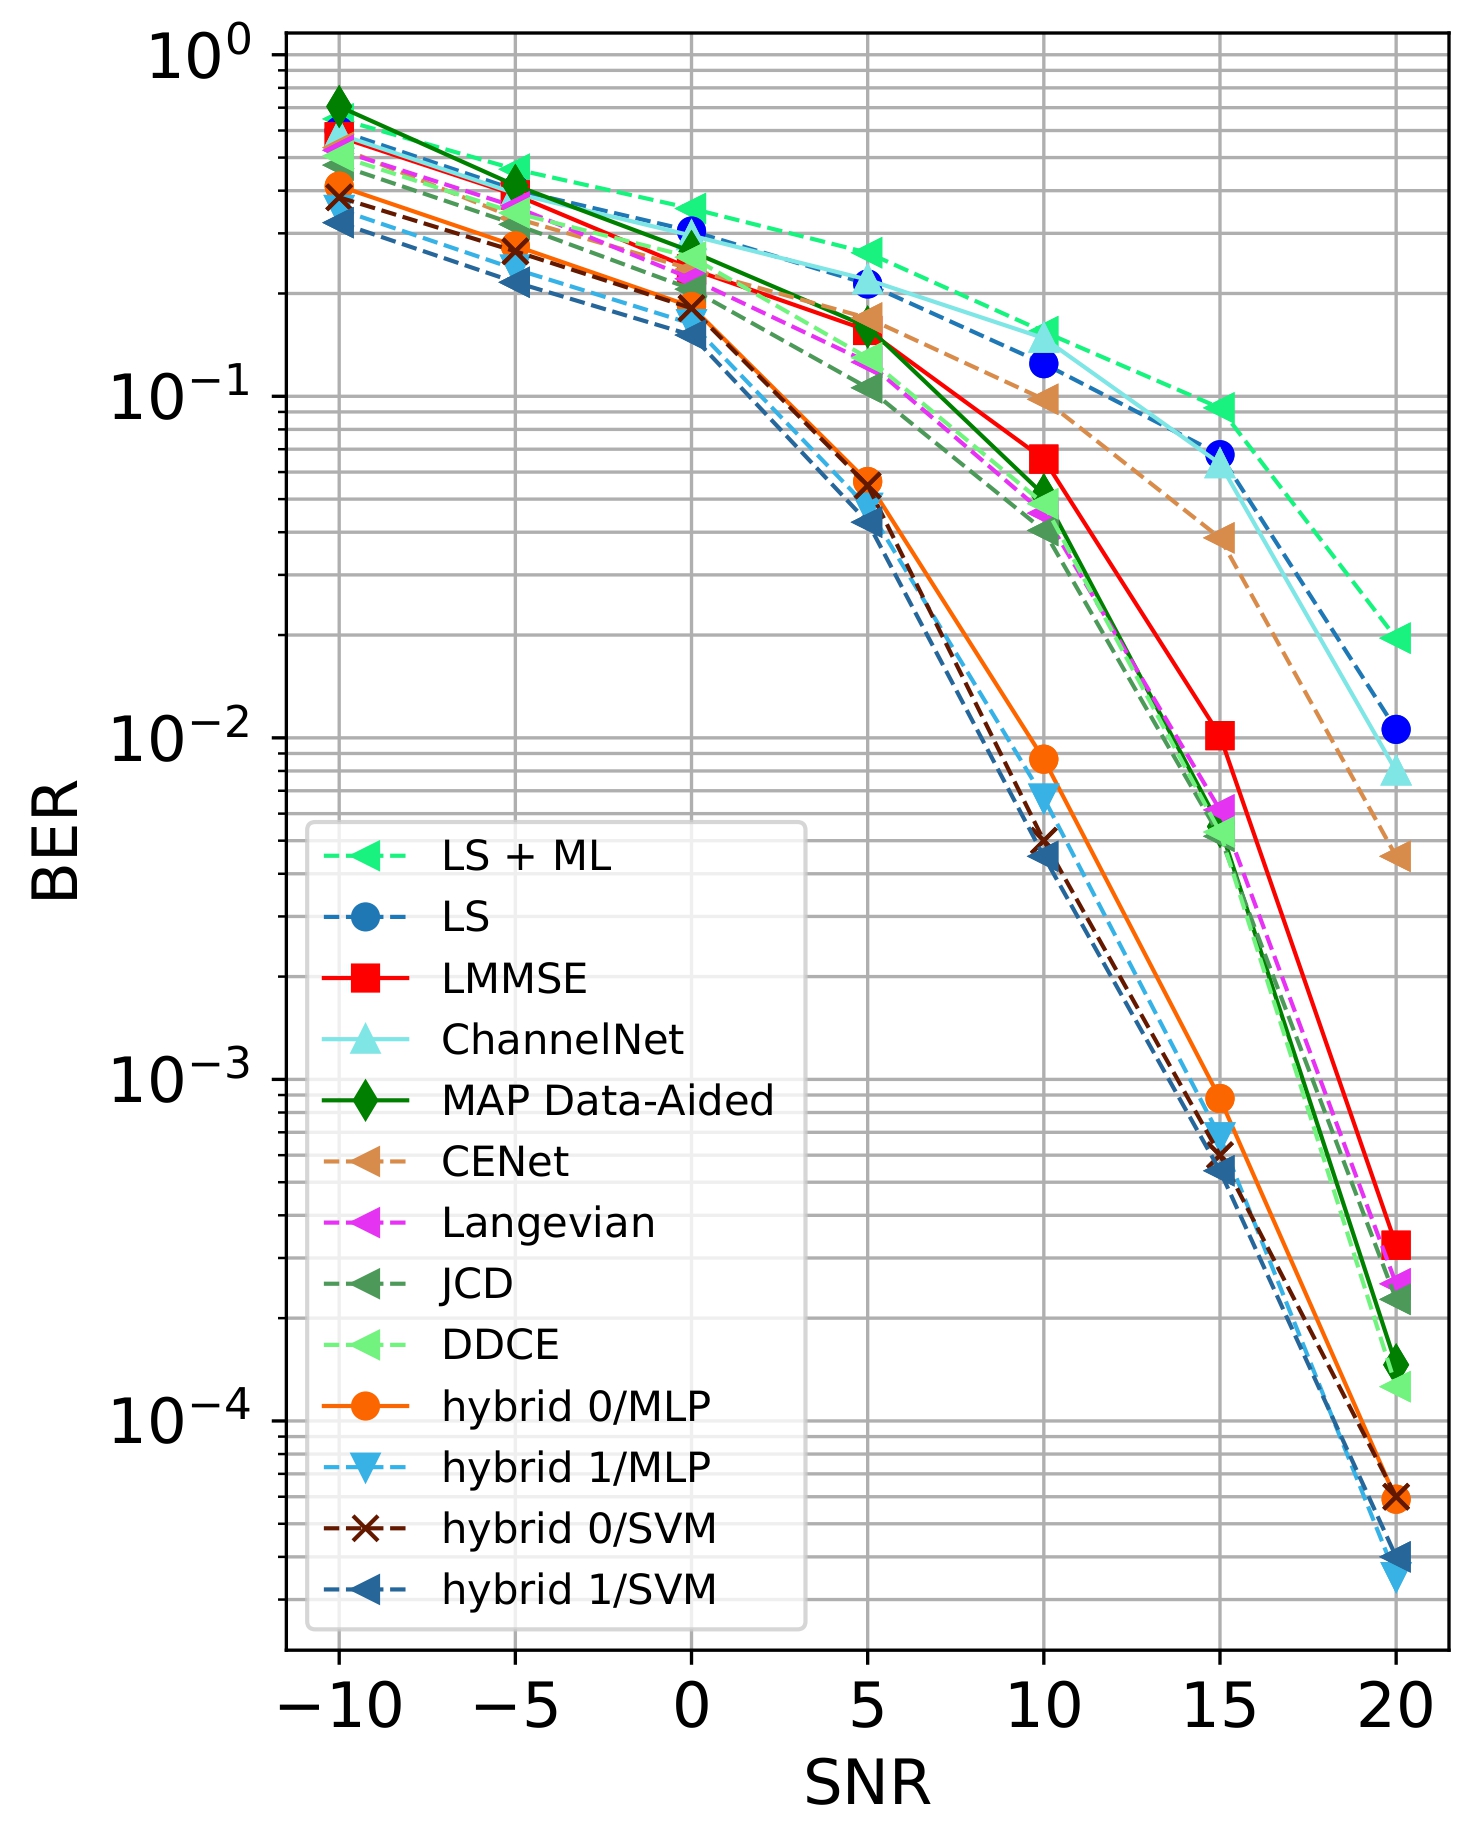 10⁰
10⁻¹
10⁻²
10⁻³
10⁻⁴
BER
LS + ML
LS
LMMSE
ChannelNet
MAP Data-Aided
CENet
Langevian
JCD
DDCE
hybrid 0/MLP
hybrid 1/MLP
hybrid 0/SVM
hybrid 1/SVM
−10 −5 0 5 10 15 20
SNR